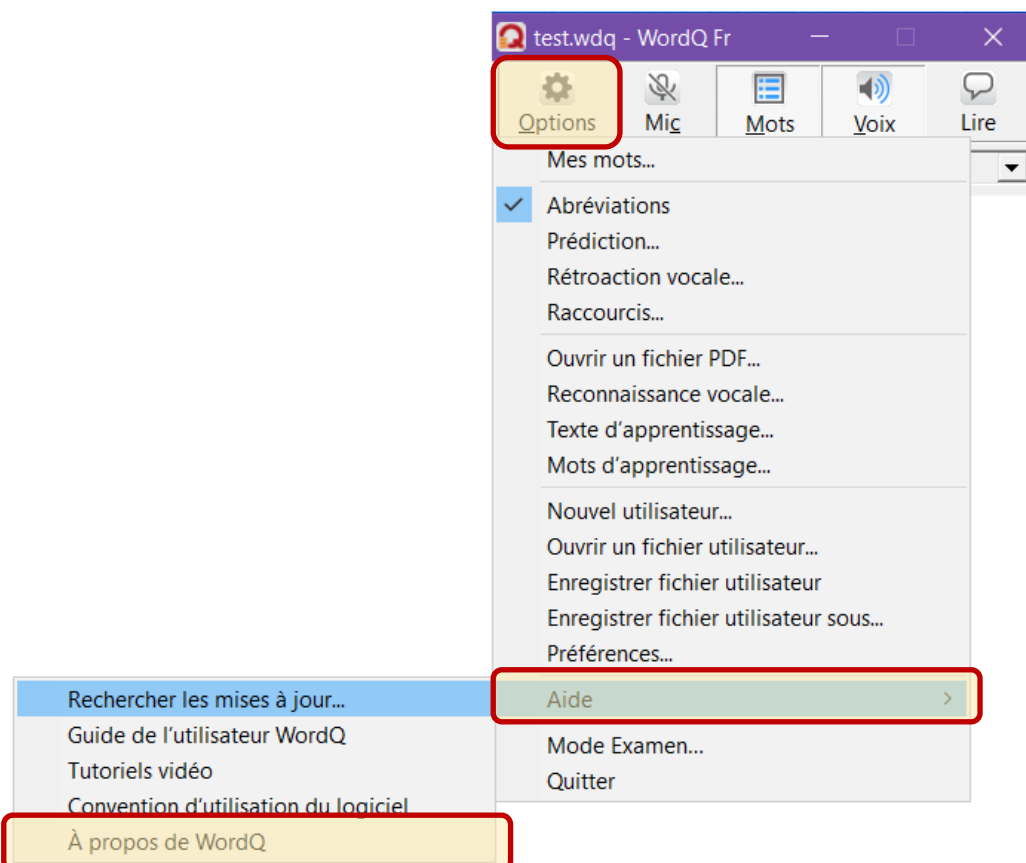 test.wdq - WordQ Fr
Options Mic Mots Voix Lire
Mes mots...
Abréviations
Prédiction...
Rétroaction vocale...
Raccourcis...
Ouvrir un fichier PDF...
Reconnaissance vocale...
Texte d'apprentissage...
Mots d'apprentissage...
Nouvel utilisateur...
Ouvrir un fichier utilisateur...
Enregistrer fichier utilisateur
Enregistrer fichier utilisateur sous...
Préférences...
Aide
Mode Examen...
Quitter
Rechercher les mises à jour...
Guide de l'utilisateur WordQ
Tutoriels vidéo
Convention d'utilisation du logiciel
À propos de WordQ